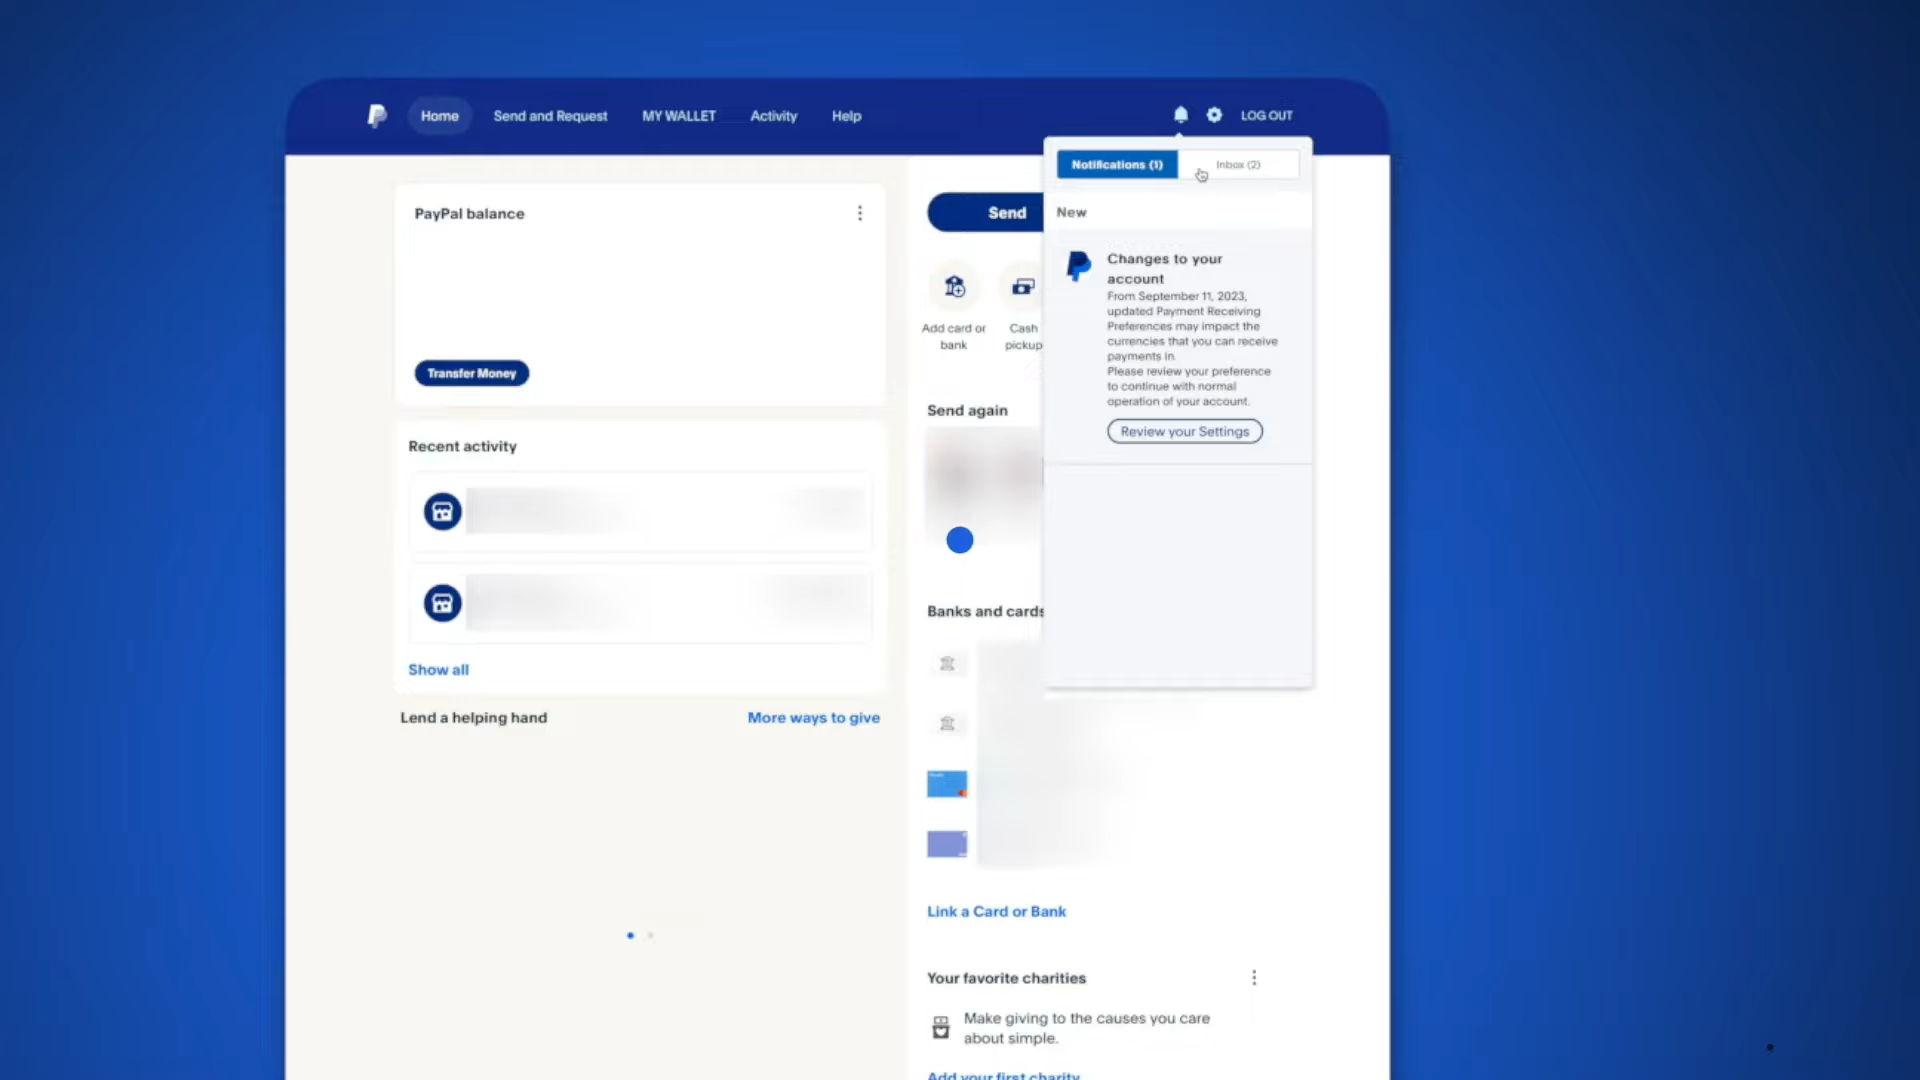 Home
Send and Request
MY WALLET
Activity
Help
LOG OUT
Notifications (1)
Inbox (2)
New
Changes to your
account
From September 11, 2023,
updated Payment Receiving
Preferences may impact the
currencies that you can receive
payments in.
Please review your preference
to continue with normal
operation of your account.
Review your Settings
PayPal balance
Transfer Money
Recent activity
Show all
Lend a helping hand
More ways to give
Send
Add card or
bank
Cash
pickup
Send again
Banks and cards
Link a Card or Bank
Your favorite charities
Make giving to the causes you care
about simple.
Add your first charity